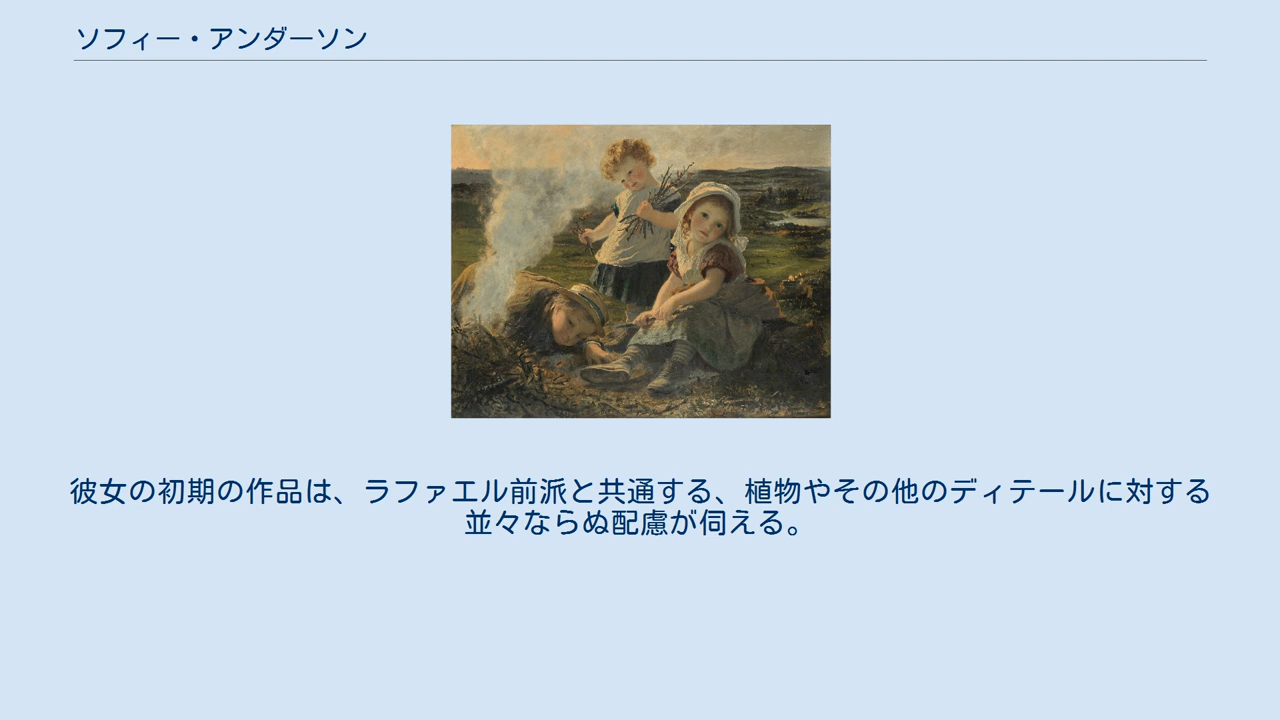 ソフィー・アンダーソン
彼女の初期の作品は、ラファエル前派と共通する、植物やその他のディテールに対する
並々ならぬ配慮が伺える。